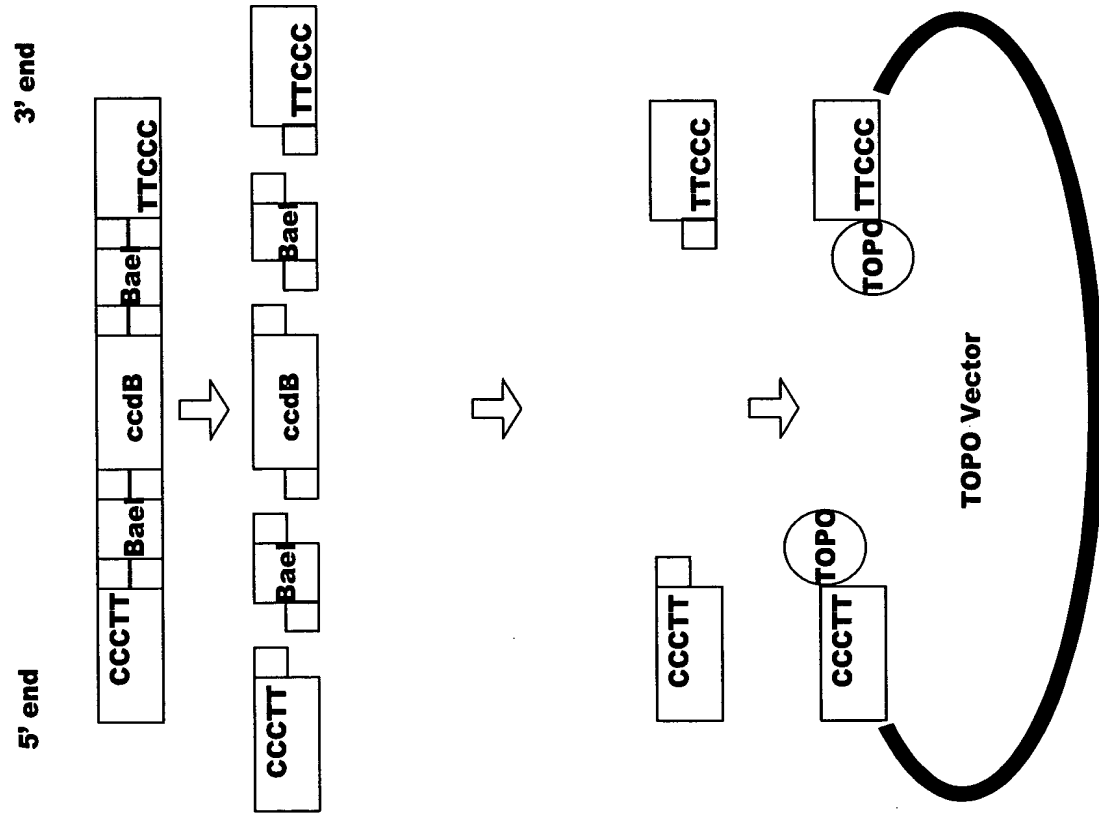 5' end 3' end
CCCTT BaeI ccdB BaeI TTCCC
CCCTT BaeI ccdB BaeI TTCCC
CCCTT TTCCC
CCCTT TOPO TOPO TTCCC
TOPO Vector